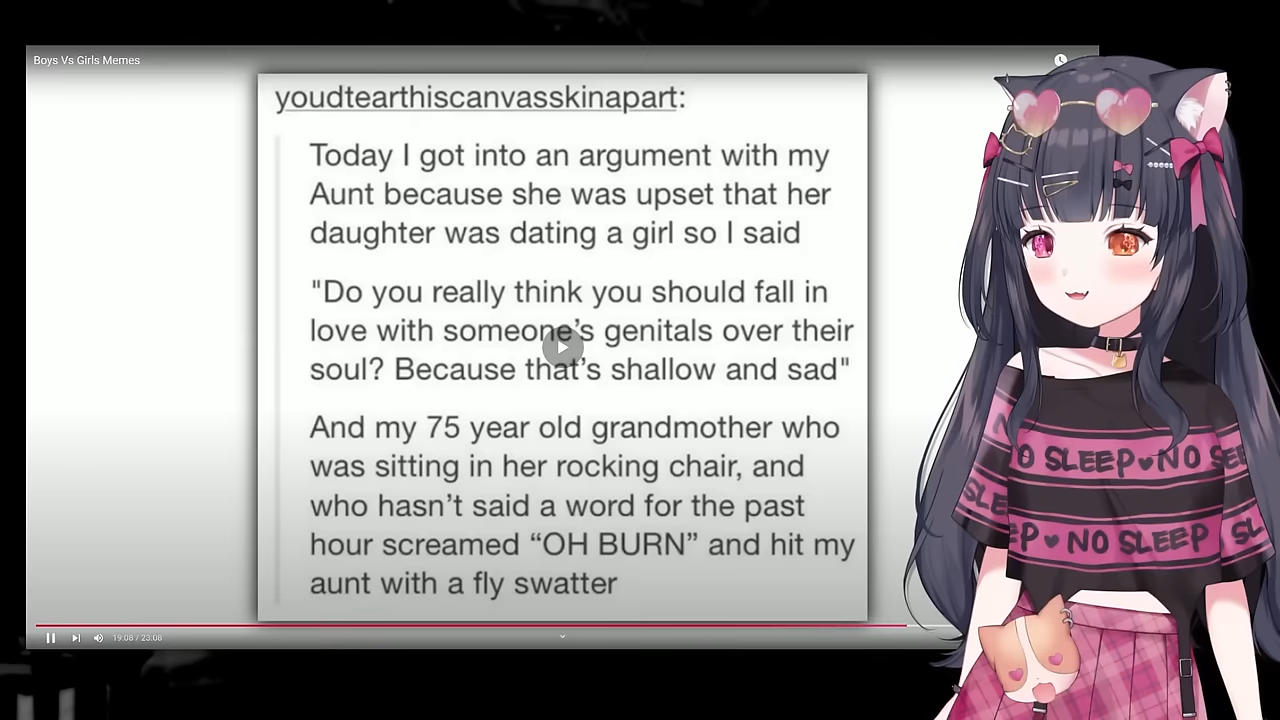 Boys Vs Girls Memes
youdtearthiscanvasskinapart:
Today I got into an argument with my
Aunt because she was upset that her
daughter was dating a girl so I said
"Do you really think you should fall in
love with someone's genitals over their
soul? Because that's shallow and sad"
And my 75 year old grandmother who
was sitting in her rocking chair, and
who hasn't said a word for the past
hour screamed “OH BURN” and hit my
aunt with a fly swatter
19:08 / 23:08
NO SLEEP♥NO SEE
SLE
EP♥NO SLEEP SL